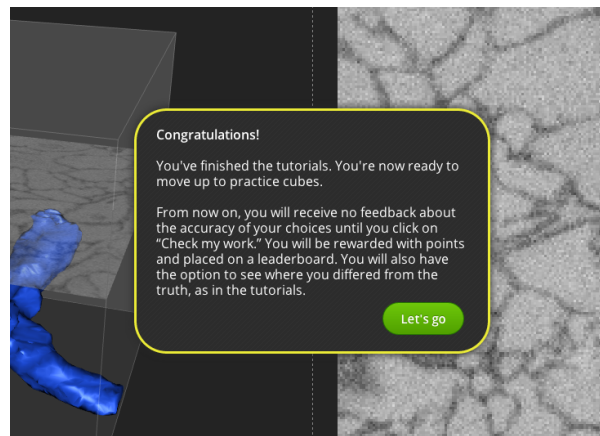 Congratulations!
You've finished the tutorials. You're now ready to
move up to practice cubes.
From now on, you will receive no feedback about
the accuracy of your choices until you click on
“Check my work.” You will be rewarded with points
and placed on a leaderboard. You will also have
the option to see where you differed from the
truth, as in the tutorials.
Let's go